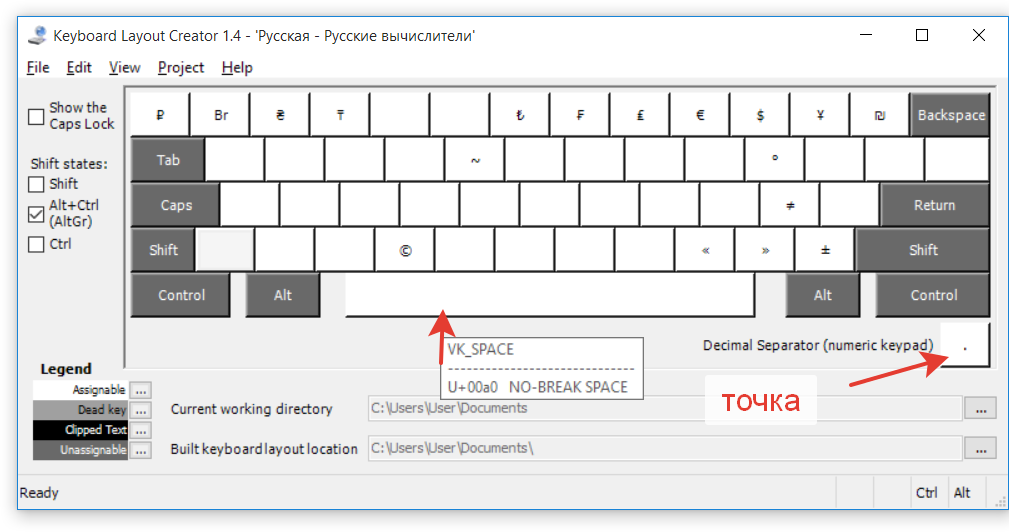 Keyboard Layout Creator 1.4 - 'Русская - Русские вычислители'
File Edit View Project Help
Show the
Caps Lock
Shift states:
Shift
Alt+Ctrl
(AltGr)
Ctrl
₽ Br ₴ ₸ ₺ ₣ £ € $ ¥ ₪ Backspace
Tab ~ °
Caps ≠ Return
Shift © « » ± Shift
Control Alt Alt Control
VK_SPACE
--------------------------------
U+00a0 NO-BREAK SPACE
Decimal Separator (numeric keypad) .
точка
Legend
Assignable ...
Dead key ...
Clipped Text ...
Unassignable ...
Current working directory C:\Users\User\Documents ...
Built keyboard layout location C:\Users\User\Documents\ ...
Ready Ctrl Alt